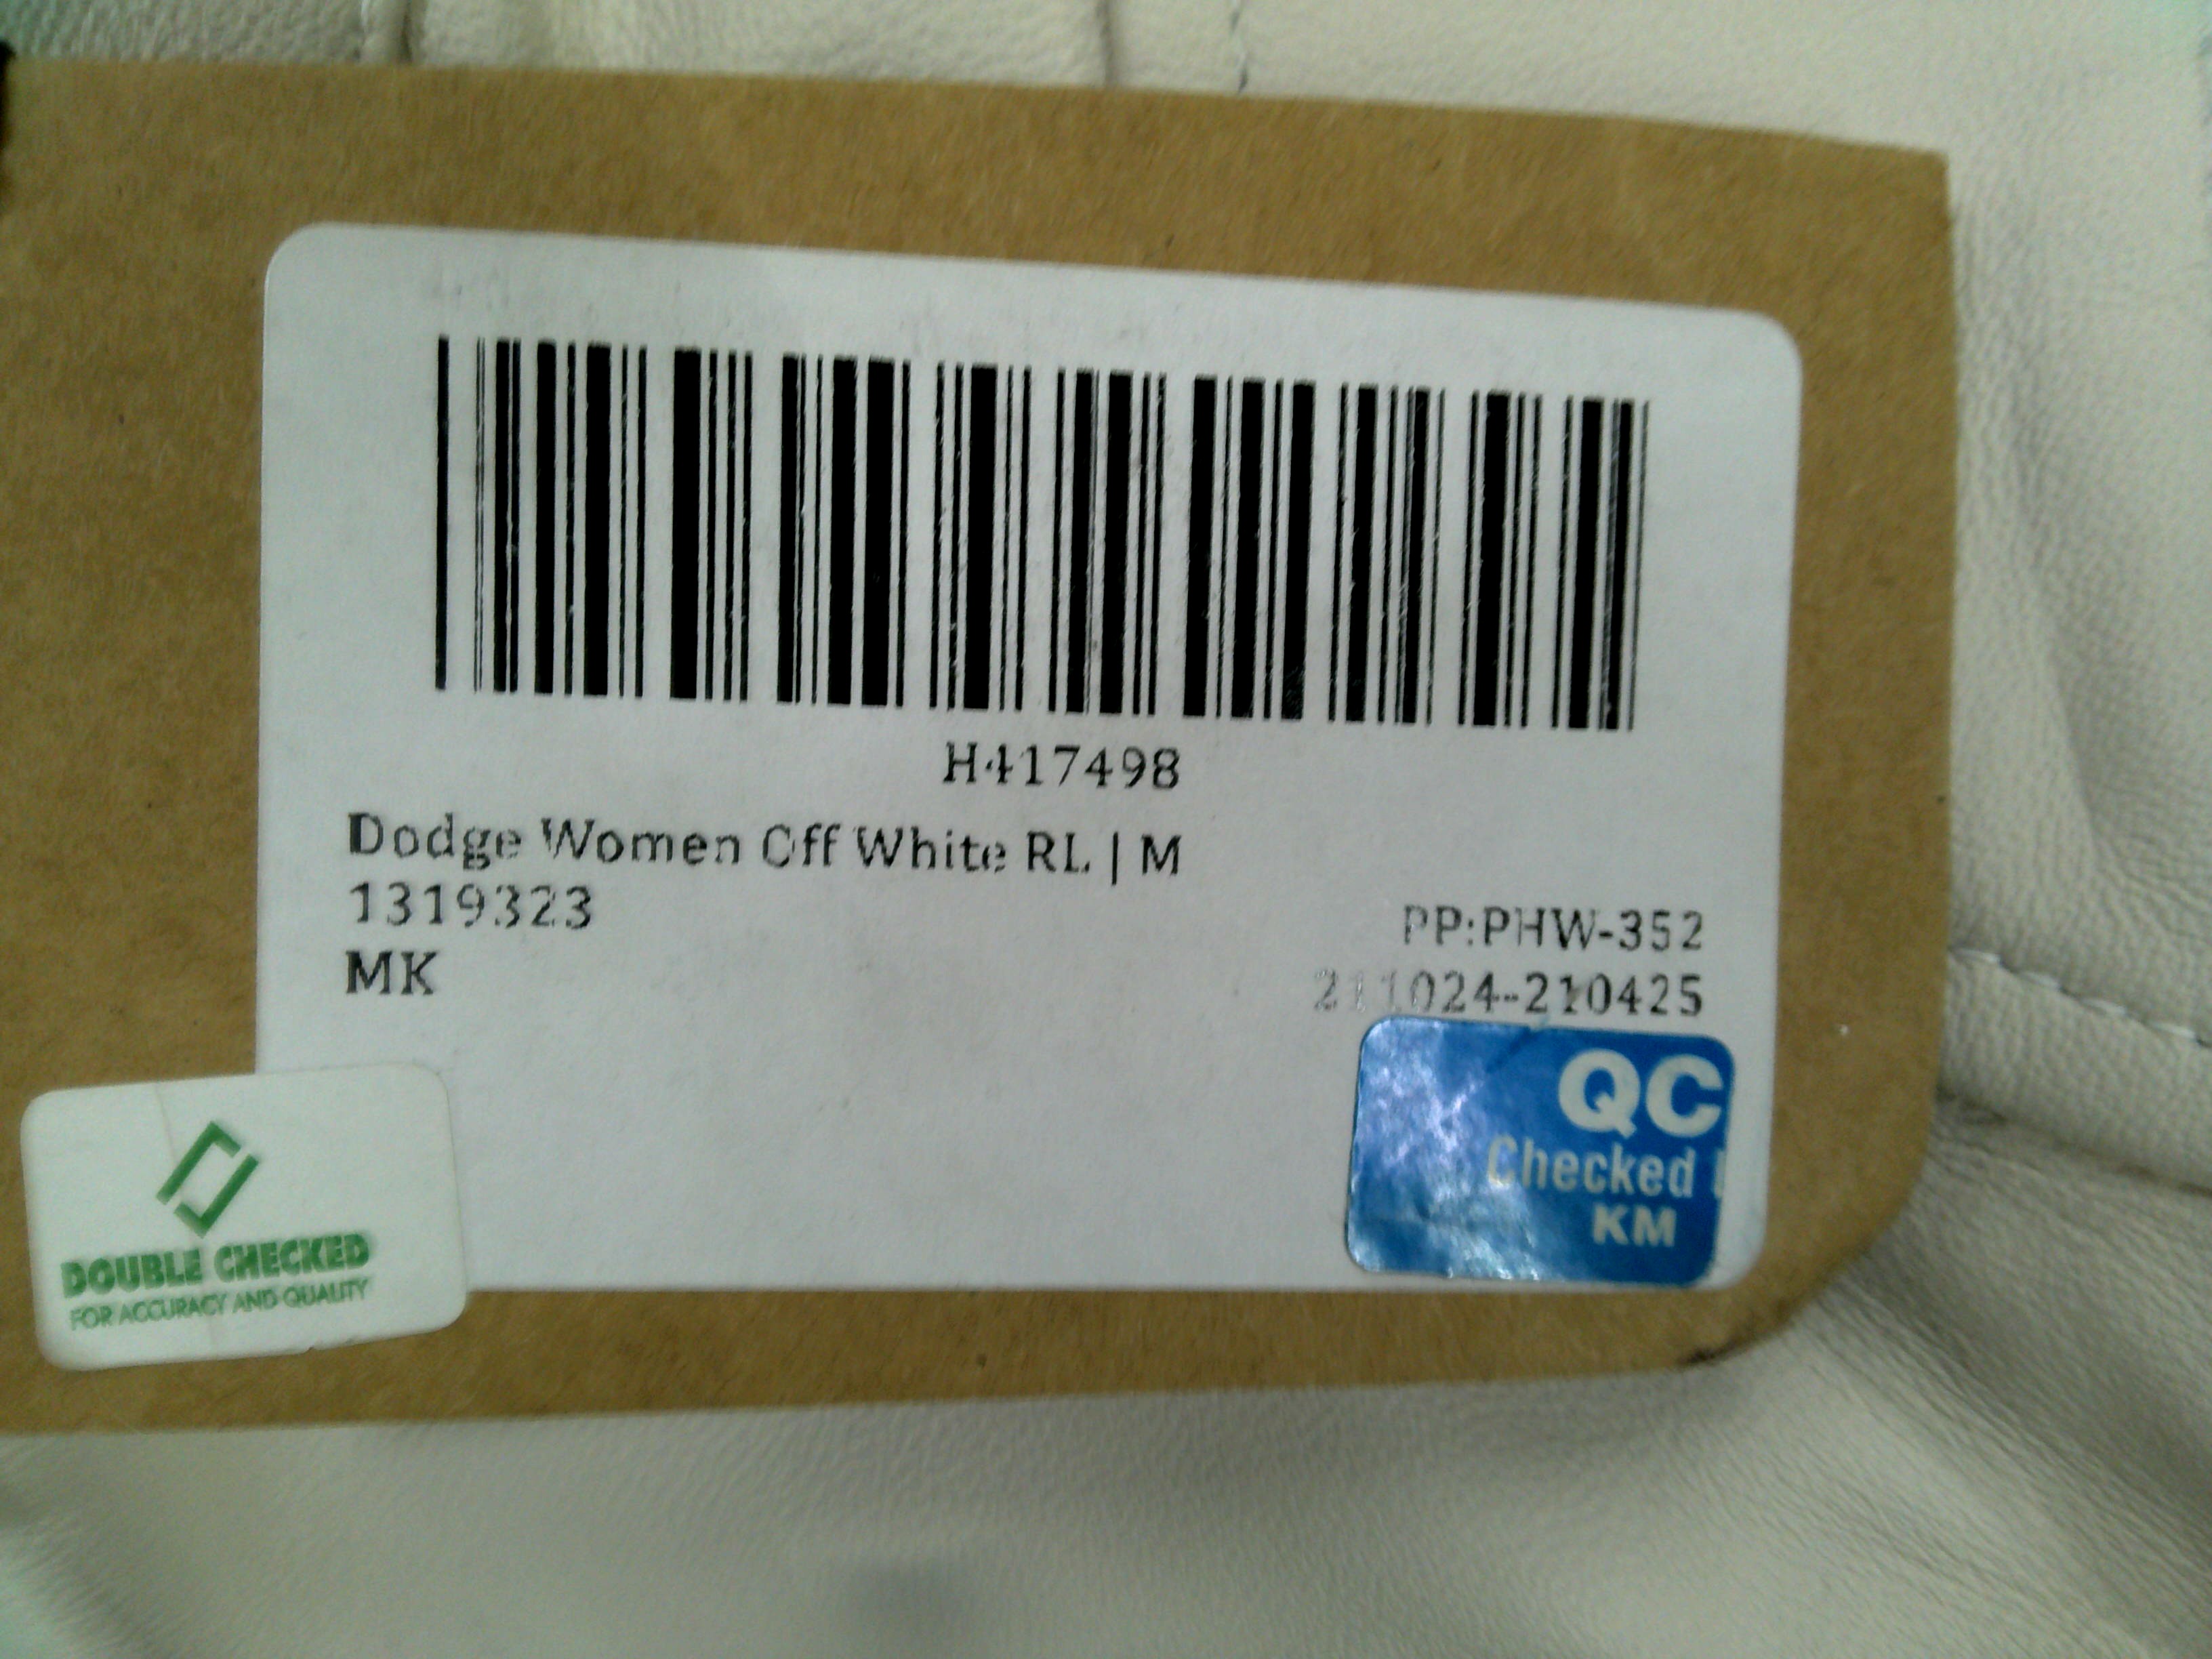 H417498
Dodge Women Off White RL | M
1319323
PP:PHW-352
MK
211024-210425
QC
Checked
KM
DOUBLE CHECKED
FOR ACCURACY AND QUALITY